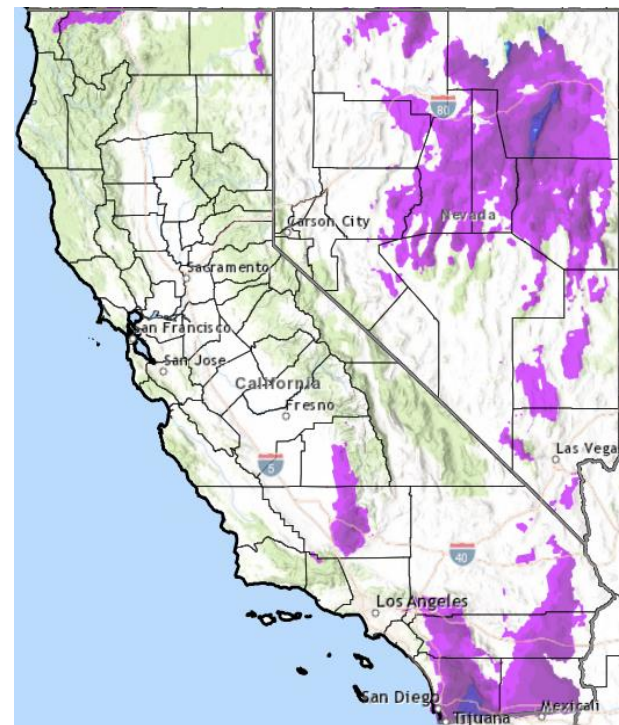 80
Carson City
Nevada
Sacramento
San Francisco
San Jose
California
Fresno
5
Las Vega
40
Los Angeles
San Diego
Mexicali
Tijuana